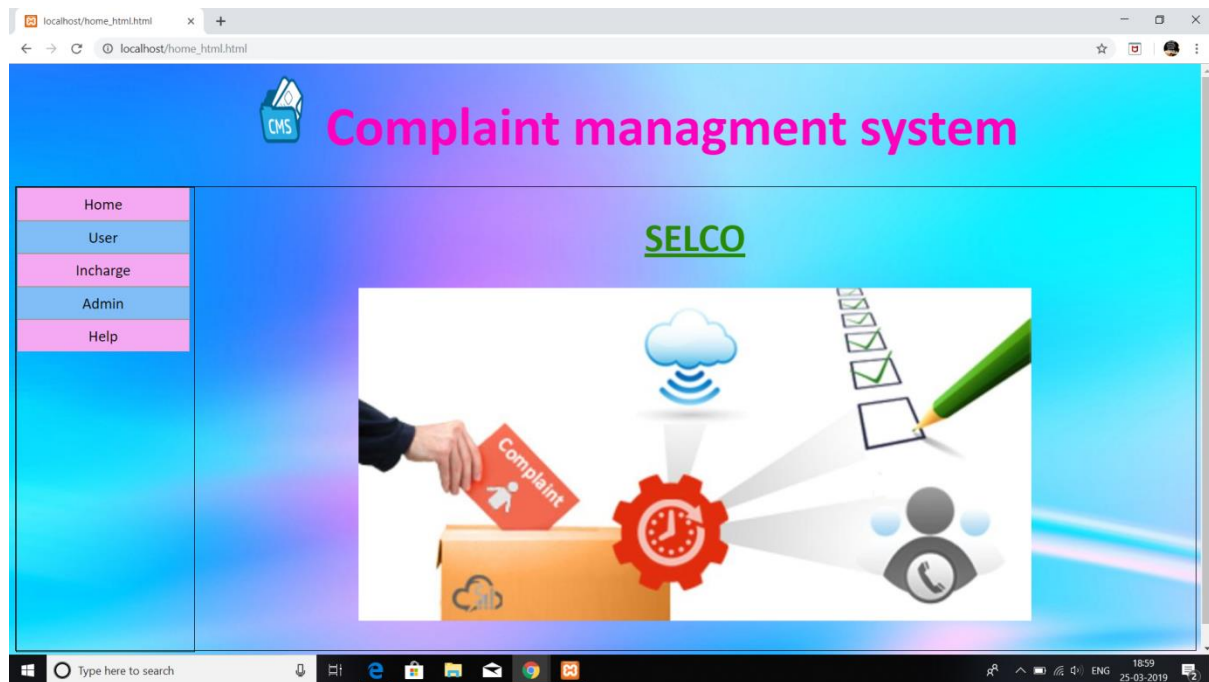 localhost/home_html.html
localhost/home_html.html
CMS
Complaint managment system
Home
User
Incharge
Admin
Help
SELCO
Complaint
Type here to search
ENG
18:59
25-03-2019
2